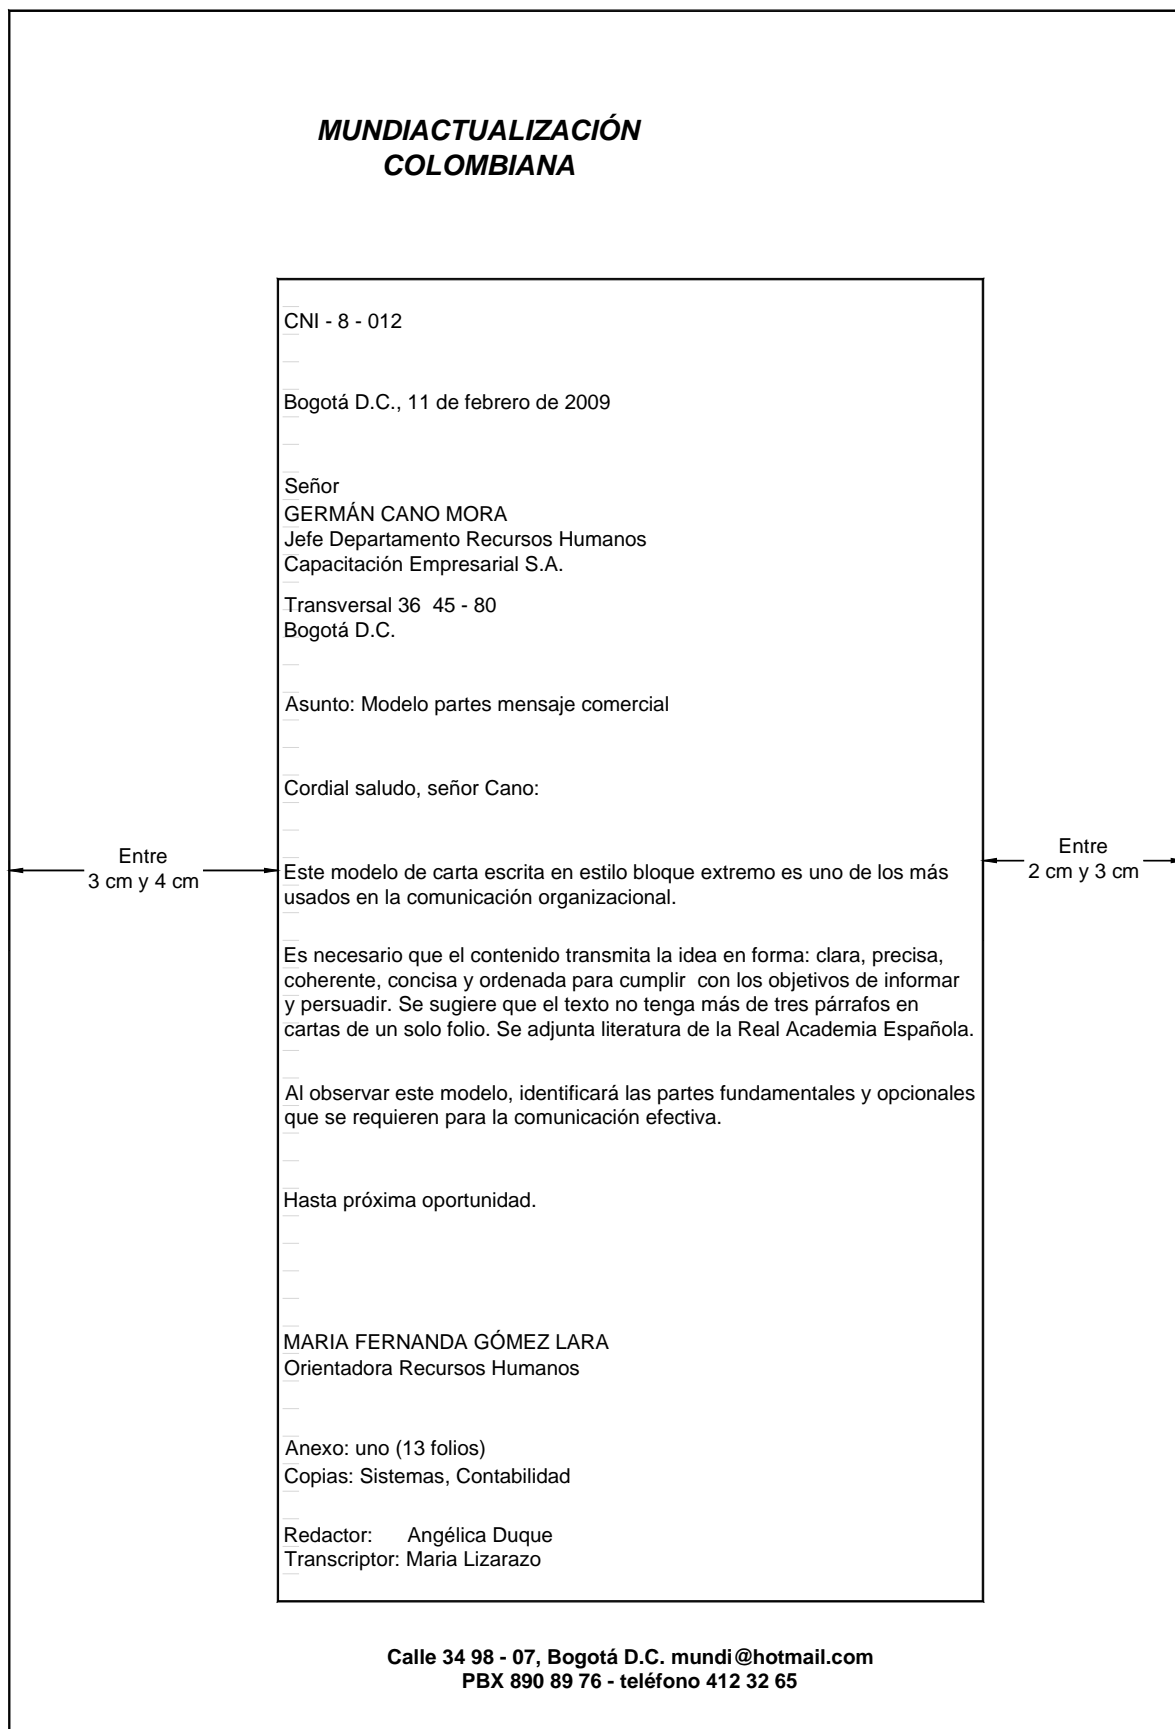 MUNDIACTUALIZACIÓN
COLOMBIANA
CNI - 8 - 012
Bogotá D.C., 11 de febrero de 2009
Señor
GERMÁN CANO MORA
Jefe Departamento Recursos Humanos
Capacitación Empresarial S.A.
Transversal 36  45 - 80
Bogotá D.C.
Asunto: Modelo partes mensaje comercial
Cordial saludo, señor Cano:
Entre
3 cm y 4 cm
Entre
2 cm y 3 cm
Este modelo de carta escrita en estilo bloque extremo es uno de los más
usados en la comunicación organizacional.
Es necesario que el contenido transmita la idea en forma: clara, precisa,
coherente, concisa y ordenada para cumplir  con los objetivos de informar
y persuadir. Se sugiere que el texto no tenga más de tres párrafos en
cartas de un solo folio. Se adjunta literatura de la Real Academia Española.
Al observar este modelo, identificará las partes fundamentales y opcionales
que se requieren para la comunicación efectiva.
Hasta próxima oportunidad.
MARIA FERNANDA GÓMEZ LARA
Orientadora Recursos Humanos
Anexo: uno (13 folios)
Copias: Sistemas, Contabilidad
Redactor:      Angélica Duque
Transcriptor: Maria Lizarazo
Calle 34 98 - 07, Bogotá D.C. mundi@hotmail.com
PBX 890 89 76 - teléfono 412 32 65